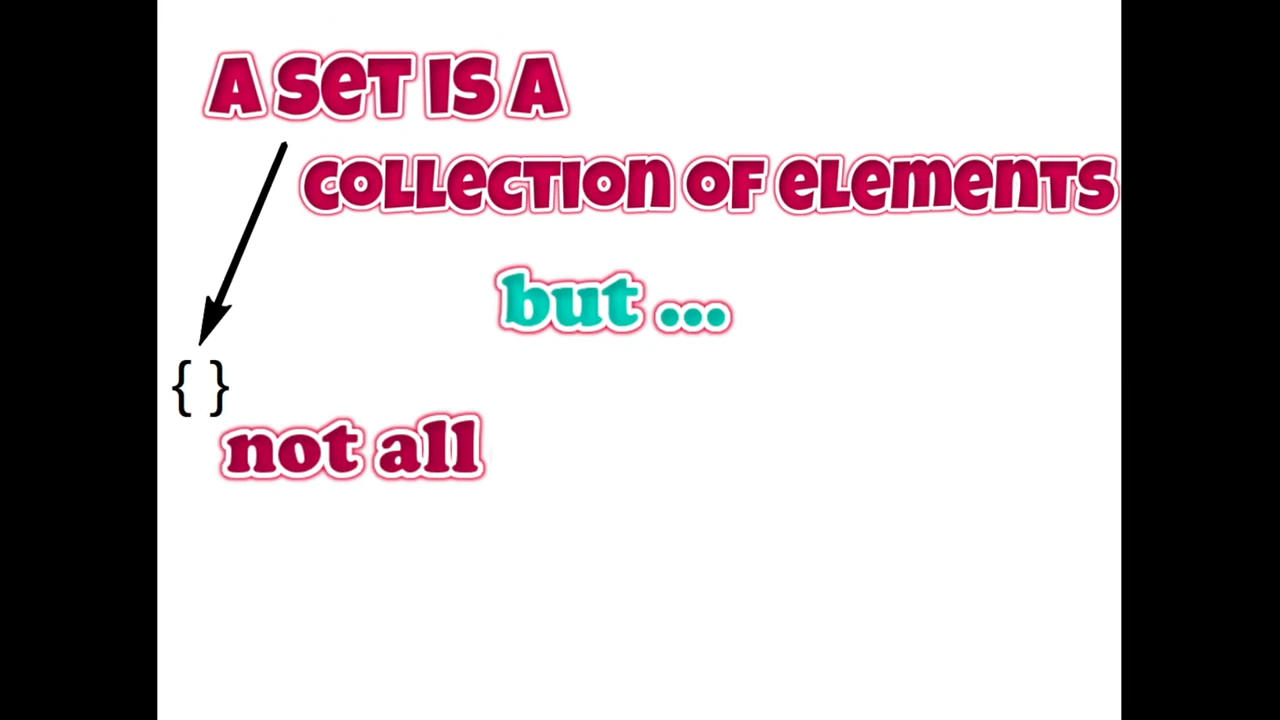 A SET IS A
COLLECTION OF ELEMENTS
but ...
{ }
not all